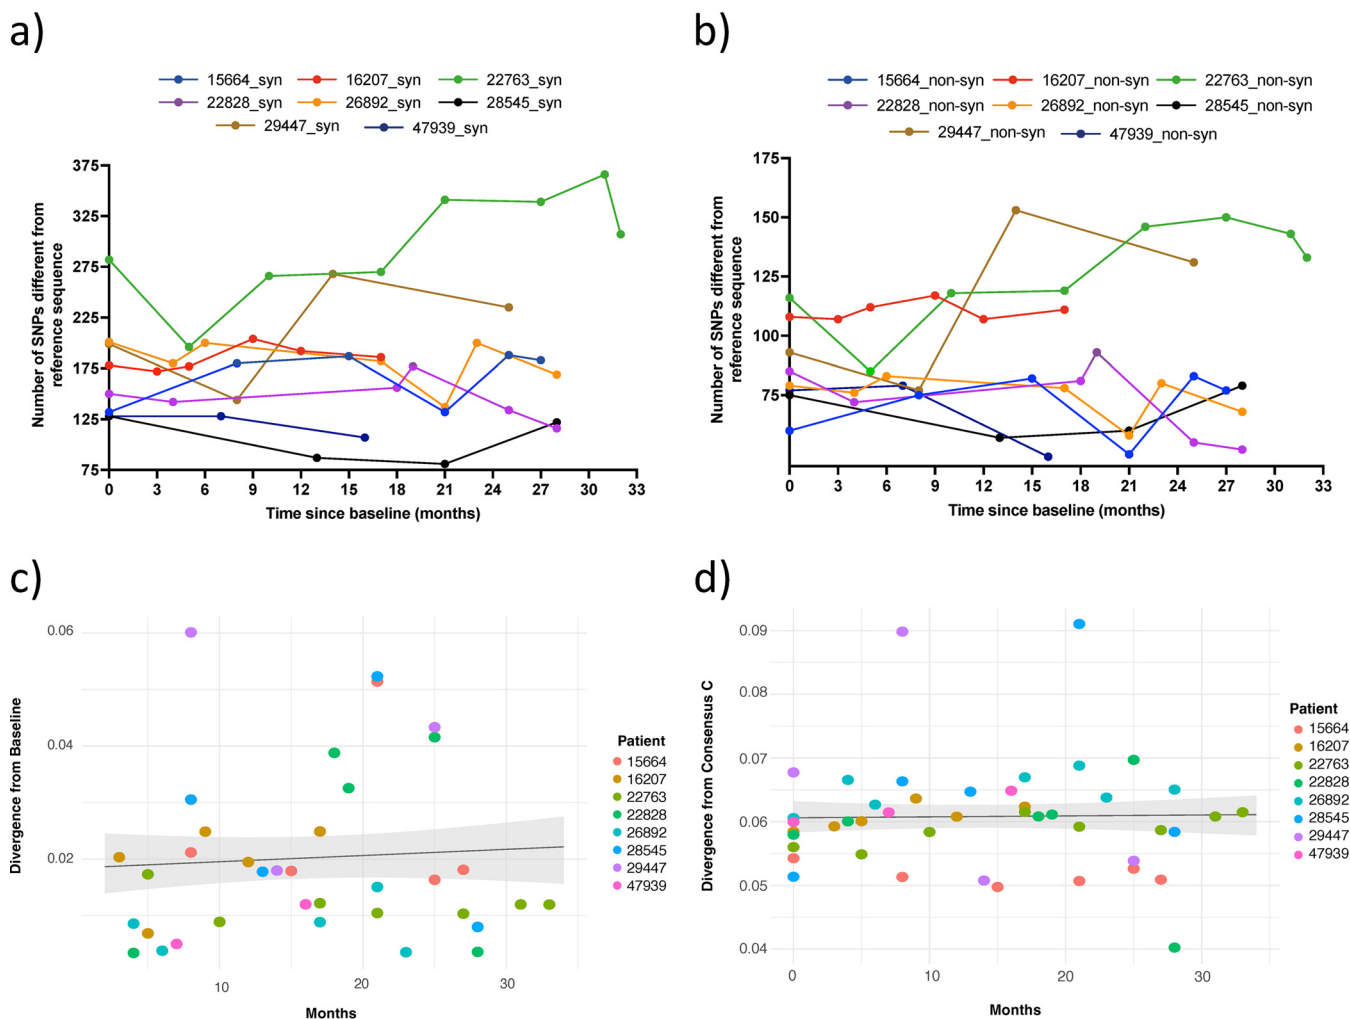 a)
15664_syn 16207_syn 22763_syn
22828_syn 26892_syn 28545_syn
29447_syn 47939_syn
Number of SNPs different from
reference sequence
375
325
275
225
175
125
75
0 3 6 9 12 15 18 21 24 27 30 33
Time since baseline (months)
b)
15664_non-syn 16207_non-syn 22763_non-syn
22828_non-syn 26892_non-syn 28545_non-syn
29447_non-syn 47939_non-syn
Number of SNPs different from
reference sequence
175
150
125
100
75
0 3 6 9 12 15 18 21 24 27 30 33
Time since baseline (months)
c)
Divergence from Baseline
0.06
0.04
0.02
10 20 30
Months
Patient
15664
16207
22763
22828
26892
28545
29447
47939
d)
Divergence from Consensus C
0.09
0.08
0.07
0.06
0.05
0.04
0 10 20 30
Months
Patient
15664
16207
22763
22828
26892
28545
29447
47939